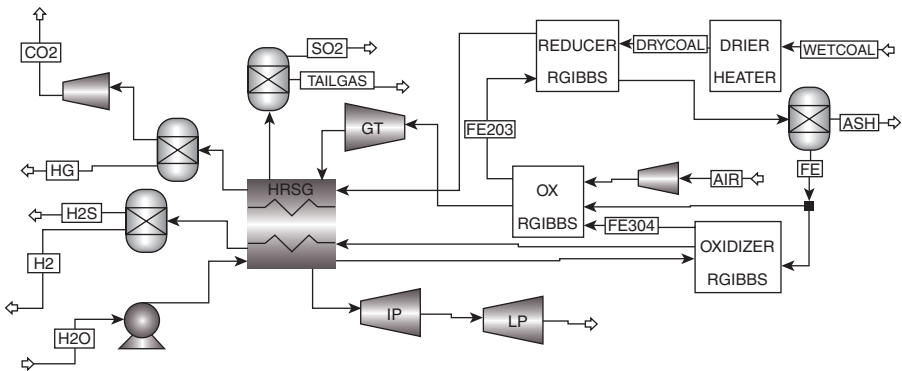 CO2
SO2
TAILGAS
REDUCER
RGIBBS
DRYCOAL
DRIER
HEATER
WETCOAL
GT
FE203
ASH
HG
FE
HRSG
OX
RGIBBS
AIR
H2S
FE304
H2
OXIDIZER
RGIBBS
H2O
IP
LP